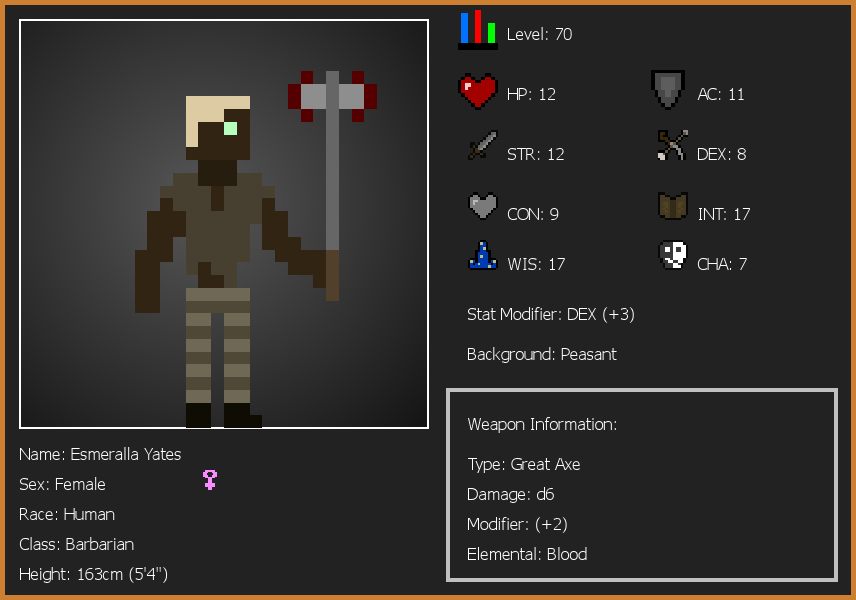 Level: 70
HP: 12
AC: 11
STR: 12
DEX: 8
CON: 9
INT: 17
WIS: 17
CHA: 7
Stat Modifier: DEX (+3)
Background: Peasant
Weapon Information:
Type: Great Axe
Damage: d6
Modifier: (+2)
Elemental: Blood
Name: Esmeralla Yates
Sex: Female
Race: Human
Class: Barbarian
Height: 163cm (5'4")